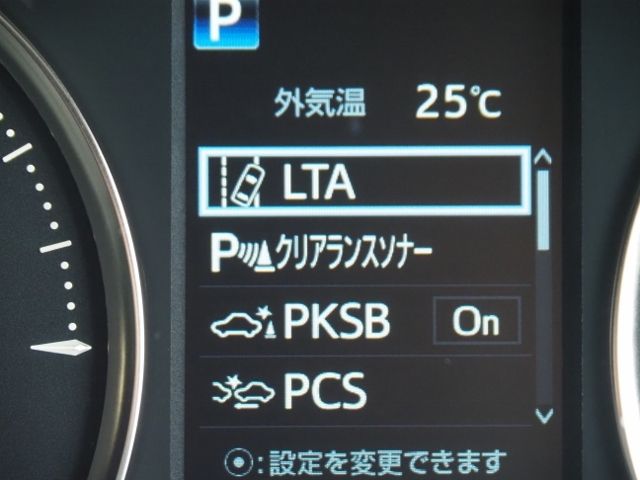 P
外気温 25℃
LTA
Pクリアランスソナー
PKSB On
PCS
⦿:設定を変更できます